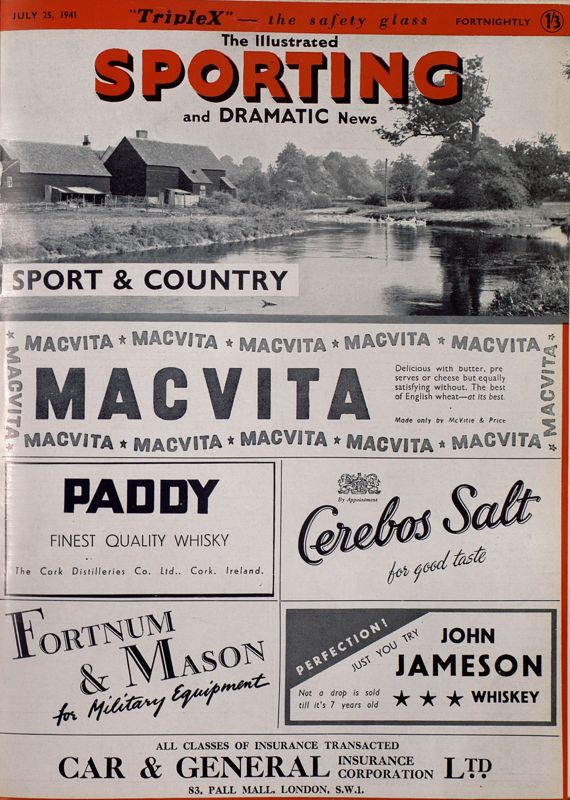 JULY 25, 1941
"TripleX" — the safety glass
FORTNIGHTLY
1/3
The Illustrated
SPORTING
and DRAMATIC News
SPORT & COUNTRY
★ MACVITA ★ MACVITA ★ MACVITA ★ MACVITA ★ MACVITA ★
MACVITA
MACVITA
Delicious with butter, pre
serves or cheese but equally
satisfying without. The best
of English wheat—at its best.
Made only by McVitie & Price
MACVITA
★ MACVITA ★ MACVITA ★ MACVITA ★ MACVITA ★ MACVITA ★
PADDY
FINEST QUALITY WHISKY
The Cork Distilleries Co. Ltd., Cork, Ireland.
By Appointment
Cerebos Salt
for good taste
FORTNUM
& MASON
for Military Equipment
PERFECTION!
JUST YOU TRY
JOHN
JAMESON
★ ★ ★ WHISKEY
Not a drop is sold
till it's 7 years old
ALL CLASSES OF INSURANCE TRANSACTED
CAR & GENERAL INSURANCE CORPORATION LTD.
83, PALL MALL, LONDON, S.W.1.